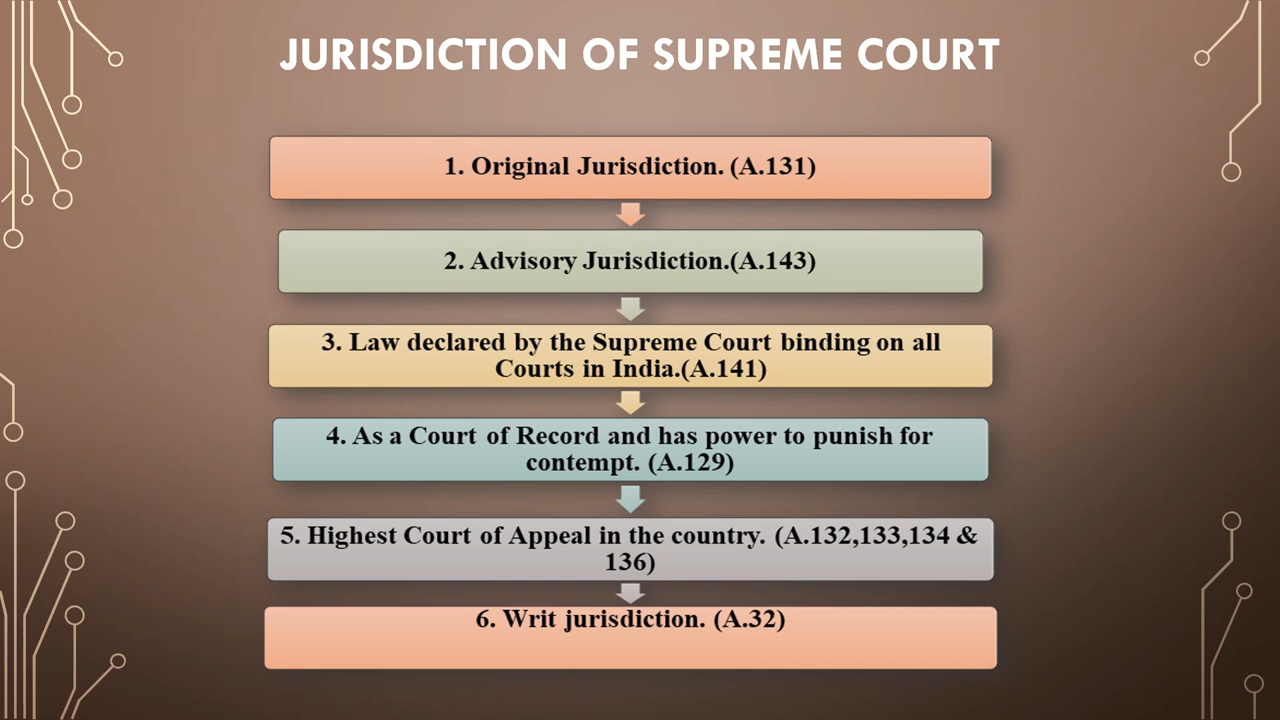 JURISDICTION OF SUPREME COURT
1. Original Jurisdiction. (A.131)
2. Advisory Jurisdiction.(A.143)
3. Law declared by the Supreme Court binding on all
Courts in India.(A.141)
4. As a Court of Record and has power to punish for
contempt. (A.129)
5. Highest Court of Appeal in the country. (A.132,133,134 &
136)
6. Writ jurisdiction. (A.32)